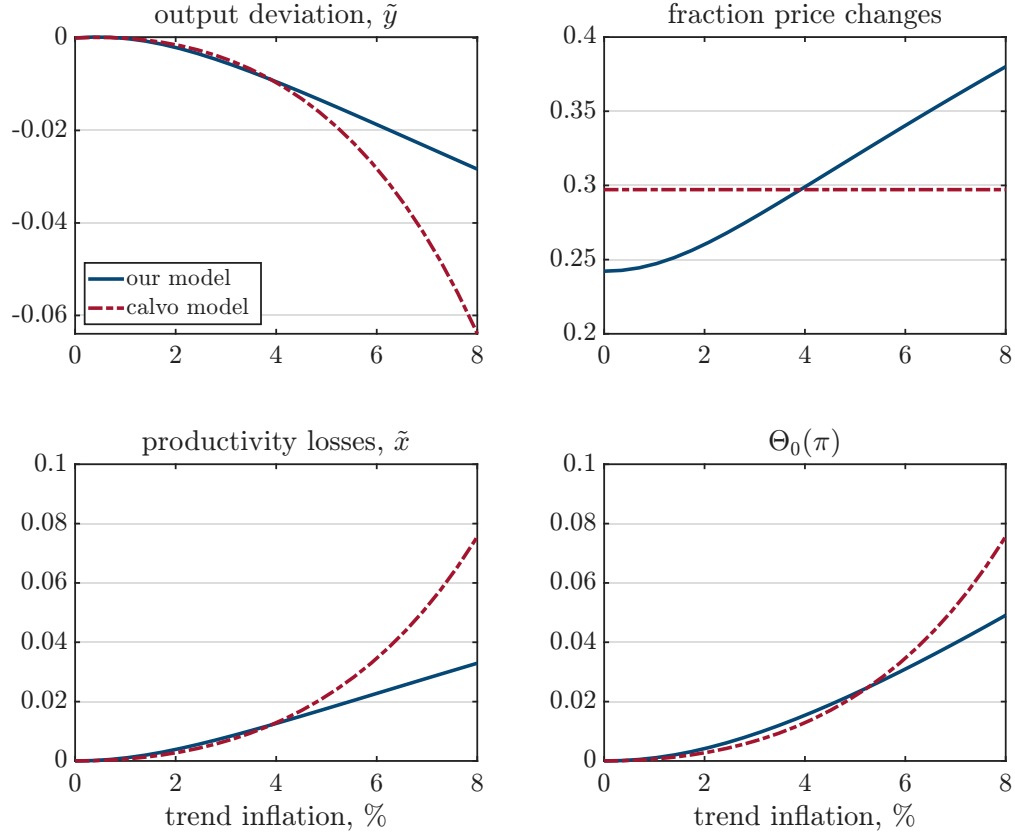 output deviation, ỹ
0
-0.02
-0.04
-0.06
our model
calvo model
0 2 4 6 8
fraction price changes
0.4
0.35
0.3
0.25
0.2
0 2 4 6 8
productivity losses, x̃
0.1
0.08
0.06
0.04
0.02
0
0 2 4 6 8
trend inflation, %
Θ₀(π)
0.1
0.08
0.06
0.04
0.02
0
0 2 4 6 8
trend inflation, %